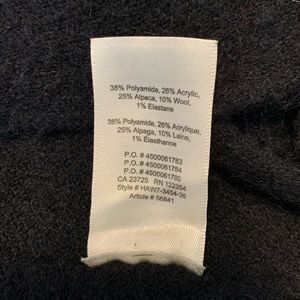 38% Polyamide, 26% Acrylic,
25% Alpaca, 10% Wool,
1% Elastane
38% Polyamide, 26% Acrylique,
25% Alpaga, 10% Laine,
1% Élasthanne
P.O. # 4500061783
P.O. # 4500061784
P.O. # 4500061785
CA 23725 RN 122354
Style # HAW7-3454-36
Article # 56841